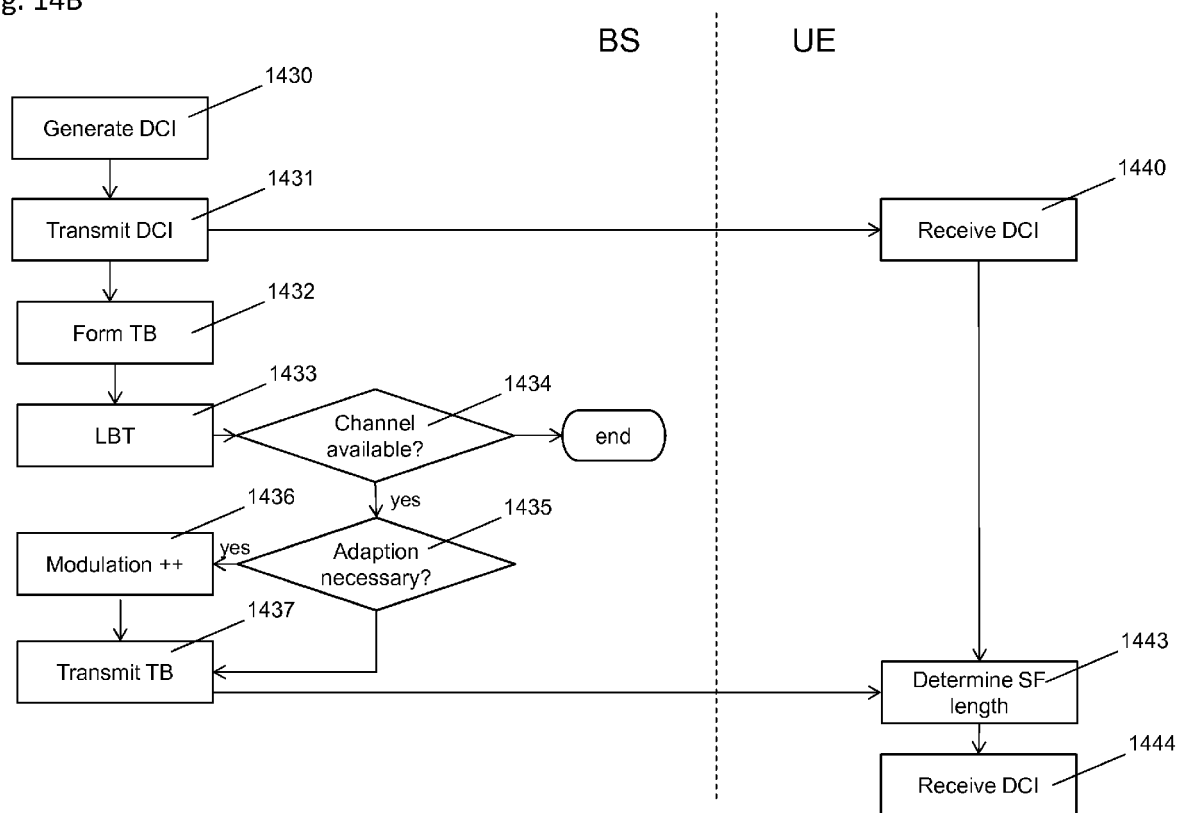 g. 14B
BS
UE
1430
Generate DCI
1431
Transmit DCI
1440
Receive DCI
1432
Form TB
1433
LBT
1434
Channel
available?
end
yes
1436
Modulation ++
yes
1435
Adaption
necessary?
1437
Transmit TB
1443
Determine SF
length
1444
Receive DCI